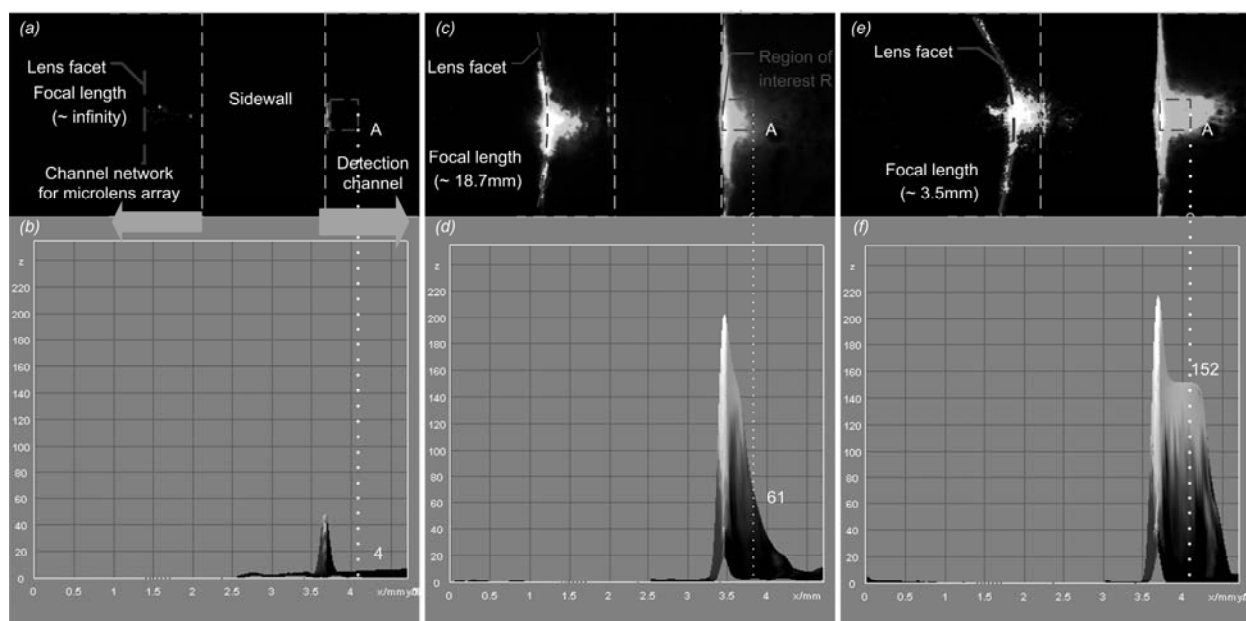 (a)
Lens facet
Focal length
(~ infinity)
Sidewall
A
Channel network
for microlens array
Detection
channel
(b)
z
220
200
180
160
140
120
100
80
60
40
20
0
4
0 0.5 1 1.5 2 2.5 3 3.5 4 x/mm
(c)
Lens facet
Region of
interest R
A
Focal length
(~ 18.7mm)
(d)
z
220
200
180
160
140
120
100
80
60
40
20
0
61
0 0.5 1 1.5 2 2.5 3 3.5 4 x/mm
(e)
Lens facet
A
Focal length
(~ 3.5mm)
(f)
z
220
200
180
160
140
120
100
80
60
40
20
0
152
0 0.5 1 1.5 2 2.5 3 3.5 4 x/mm